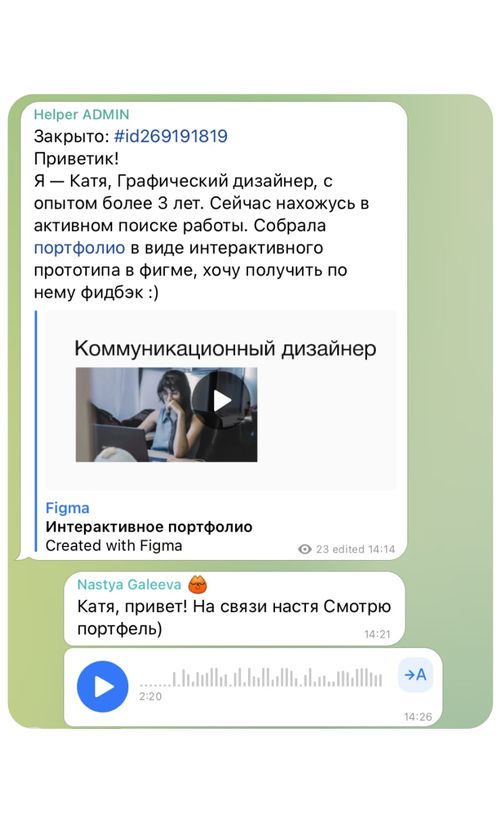 Helper ADMIN
Закрыто: #id269191819
Приветик!
Я — Катя, Графический дизайнер, с
опытом более 3 лет. Сейчас нахожусь в
активном поиске работы. Собрала
портфолио в виде интерактивного
прототипа в фигме, хочу получить по
нему фидбэк :)
Коммуникационный дизайнер
Figma
Интерактивное портфолио
Created with Figma
23 edited 14:14
Nastya Galeeva
Катя, привет! На связи настя Смотрю
портфель)
14:21
→A
2:20
14:26